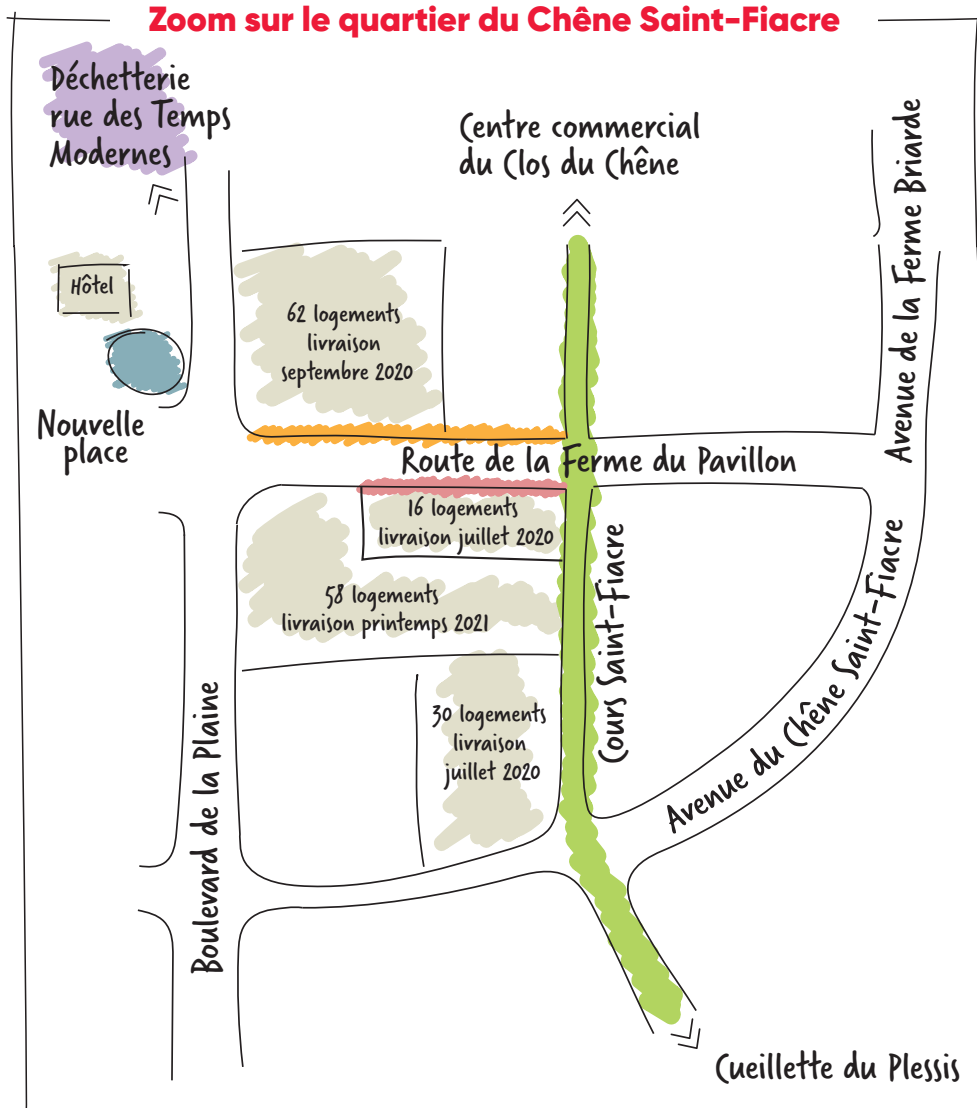 Zoom sur le quartier du Chêne Saint-Fiacre
Déchetterie
rue des Temps
Modernes
Centre commercial
du Clos du Chêne
Avenue de la Ferme Briarde
Hôtel
62 logements
livraison
septembre 2020
Nouvelle
place
Route de la Ferme du Pavillon
16 logements
livraison juillet 2020
58 logements
livraison printemps 2021
Cours Saint-Fiacre
Avenue du Chêne Saint-Fiacre
30 logements
livraison
juillet 2020
Boulevard de la Plaine
Cueillette du Plessis